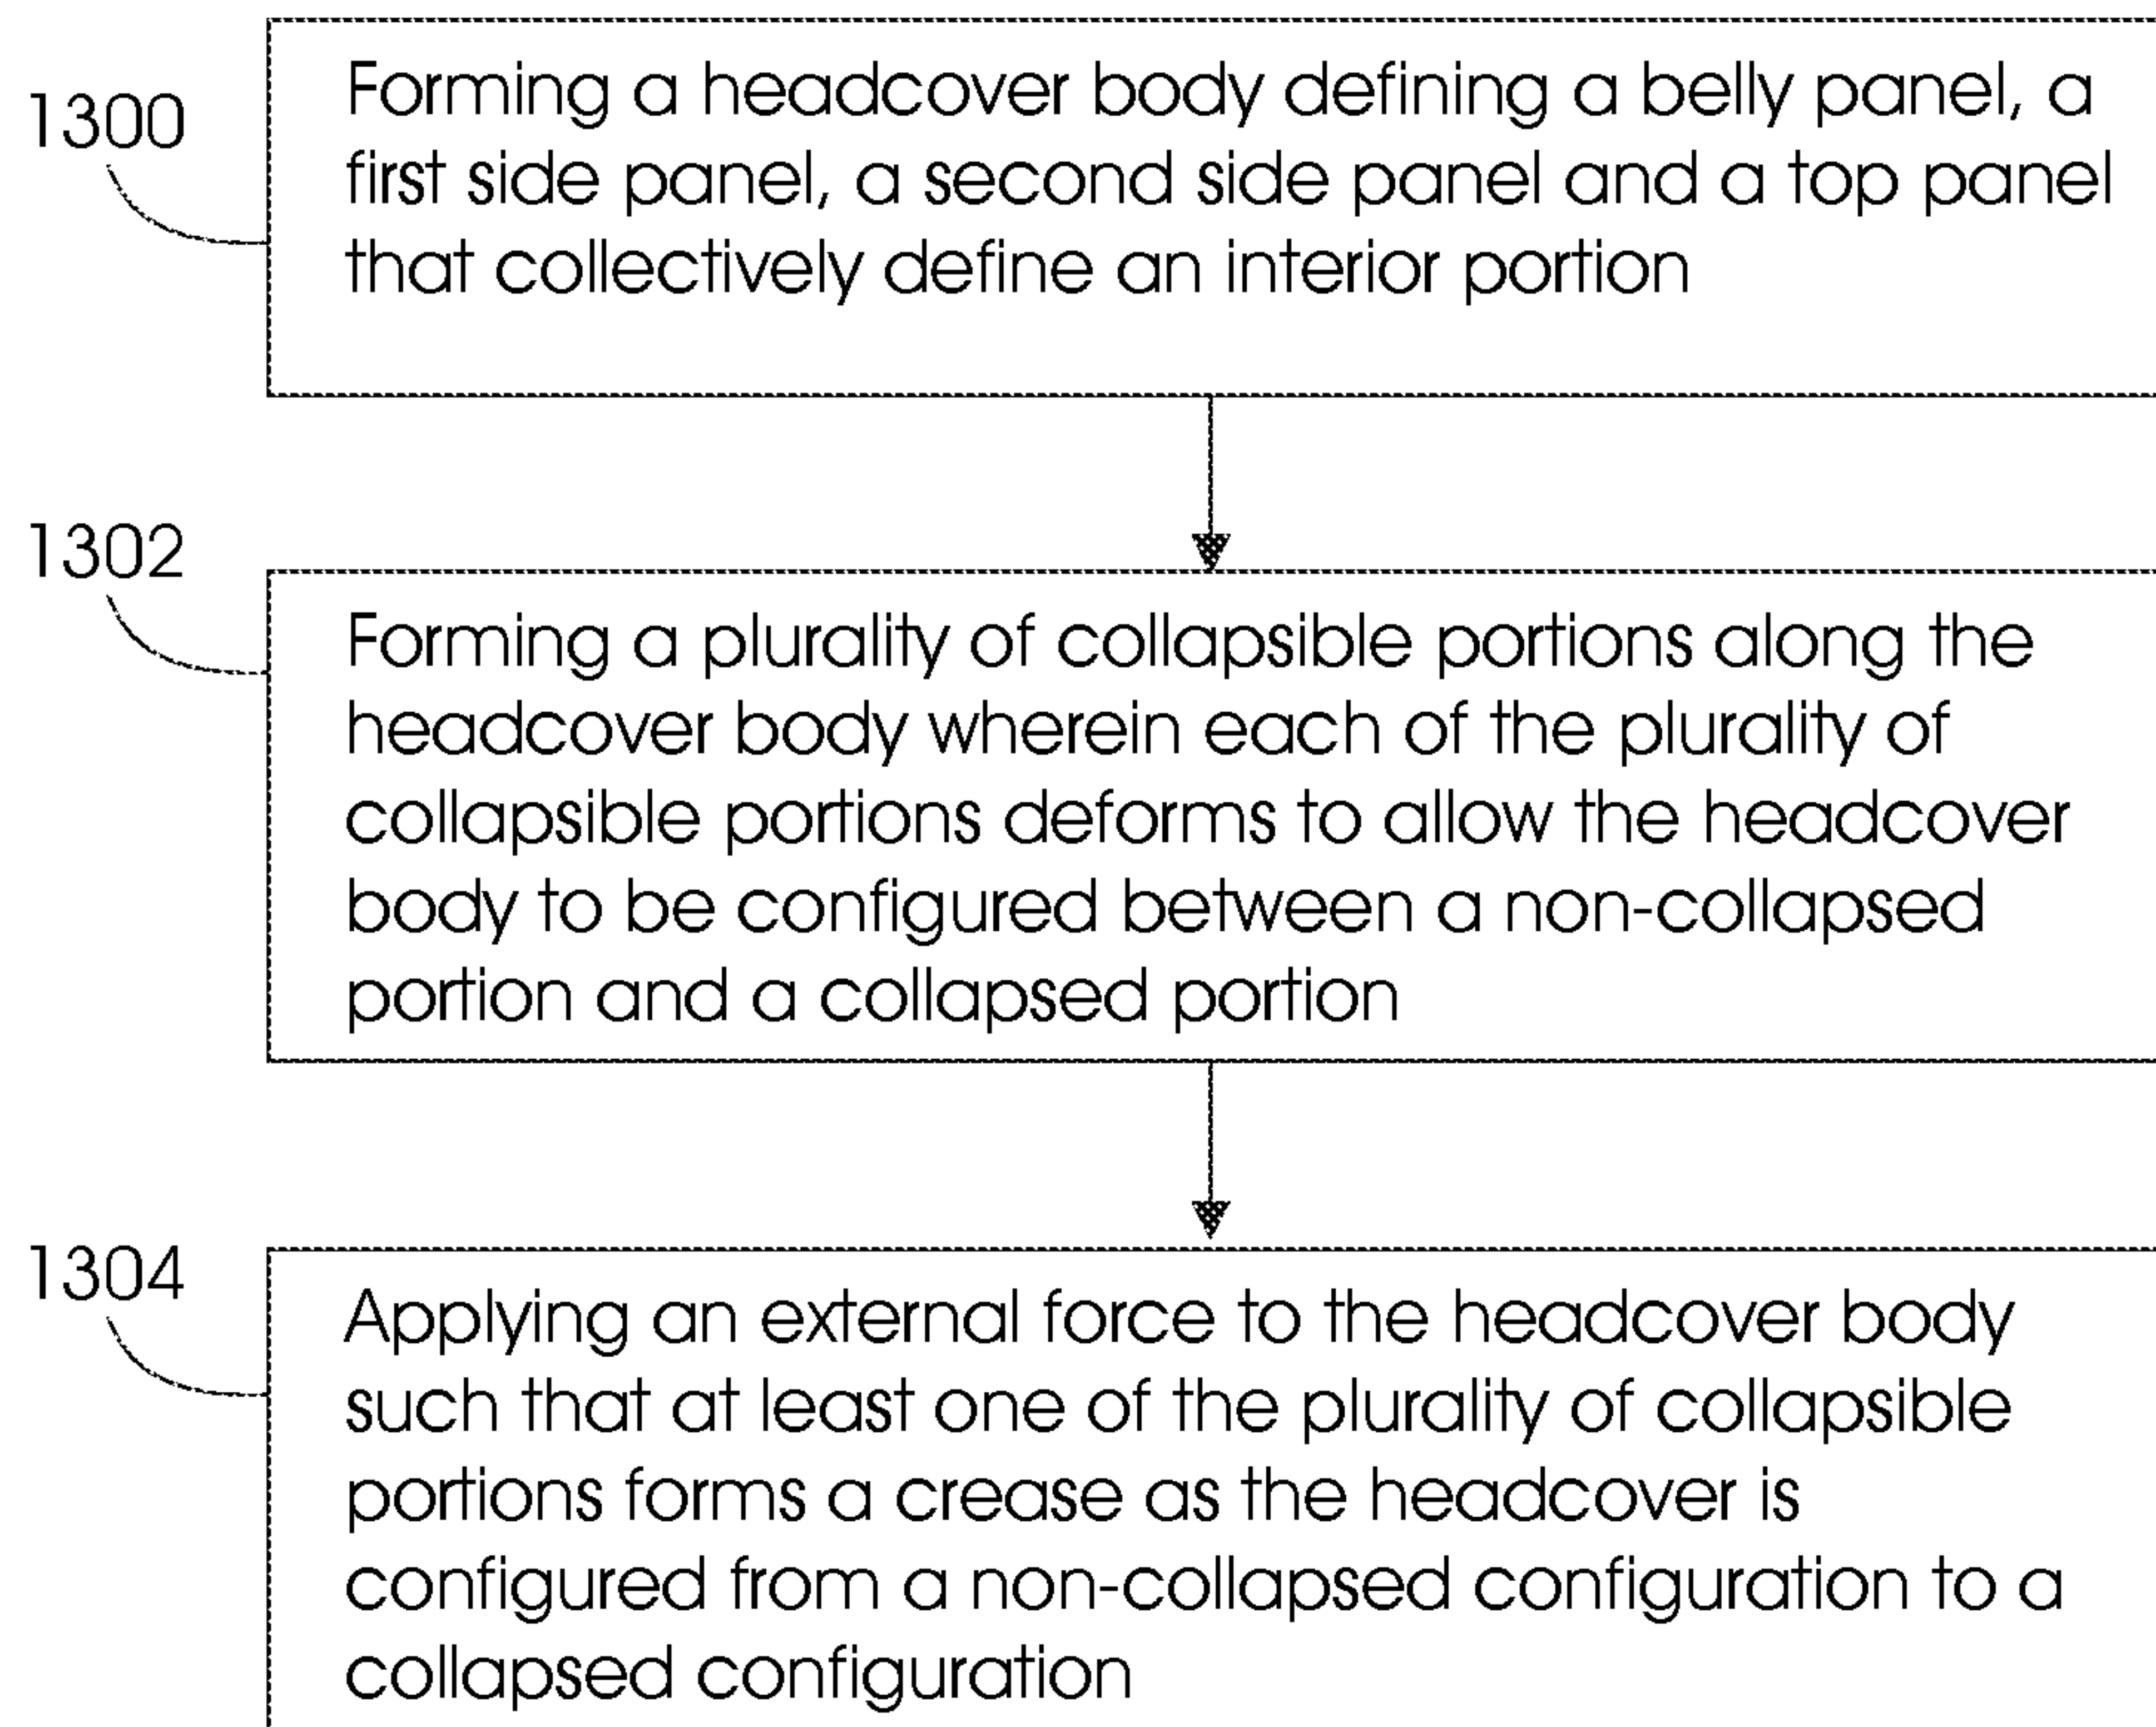 1300
Forming a headcover body defining a belly panel, a
first side panel, a second side panel and a top panel
that collectively define an interior portion
1302
Forming a plurality of collapsible portions along the
headcover body wherein each of the plurality of
collapsible portions deforms to allow the headcover
body to be configured between a non-collapsed
portion and a collapsed portion
1304
Applying an external force to the headcover body
such that at least one of the plurality of collapsible
portions forms a crease as the headcover is
configured from a non-collapsed configuration to a
collapsed configuration